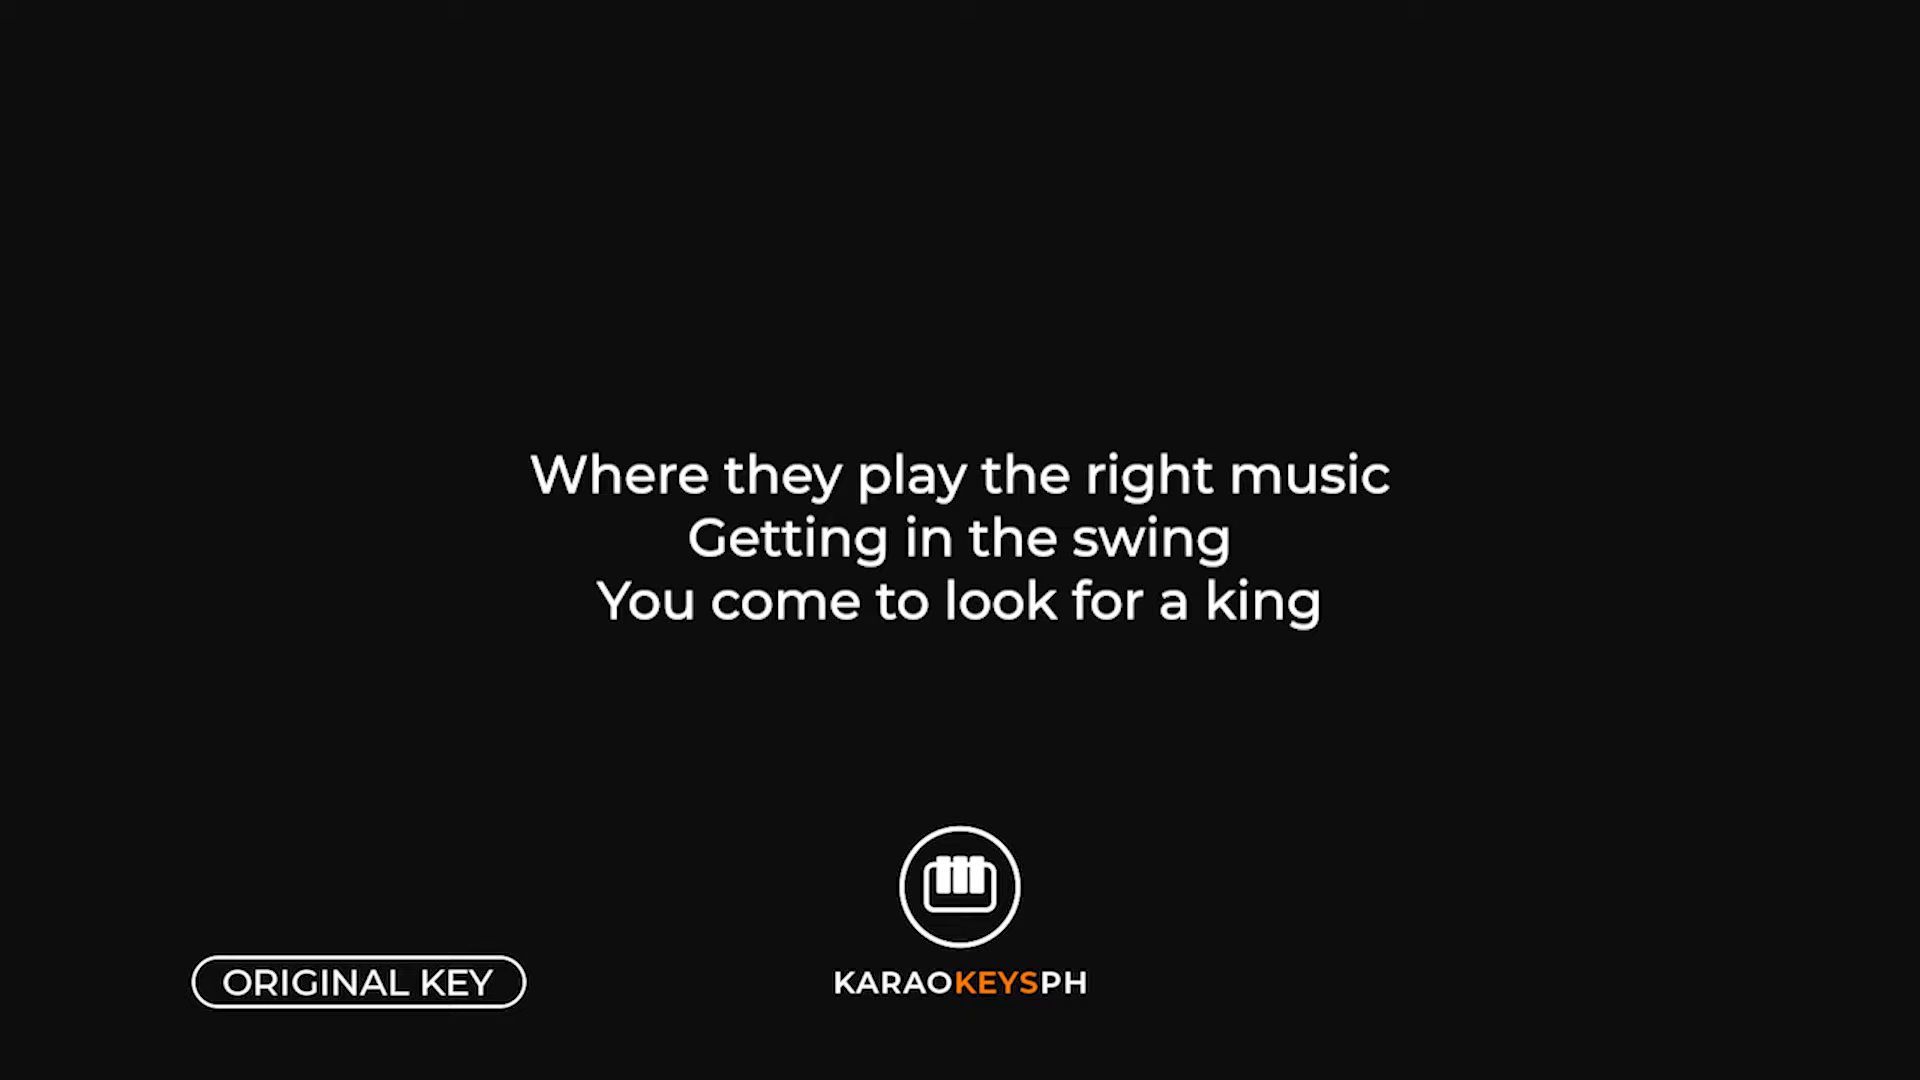 Where they play the right music
Getting in the swing
You come to look for a king
ORIGINAL KEY
KARAOKEYSPH